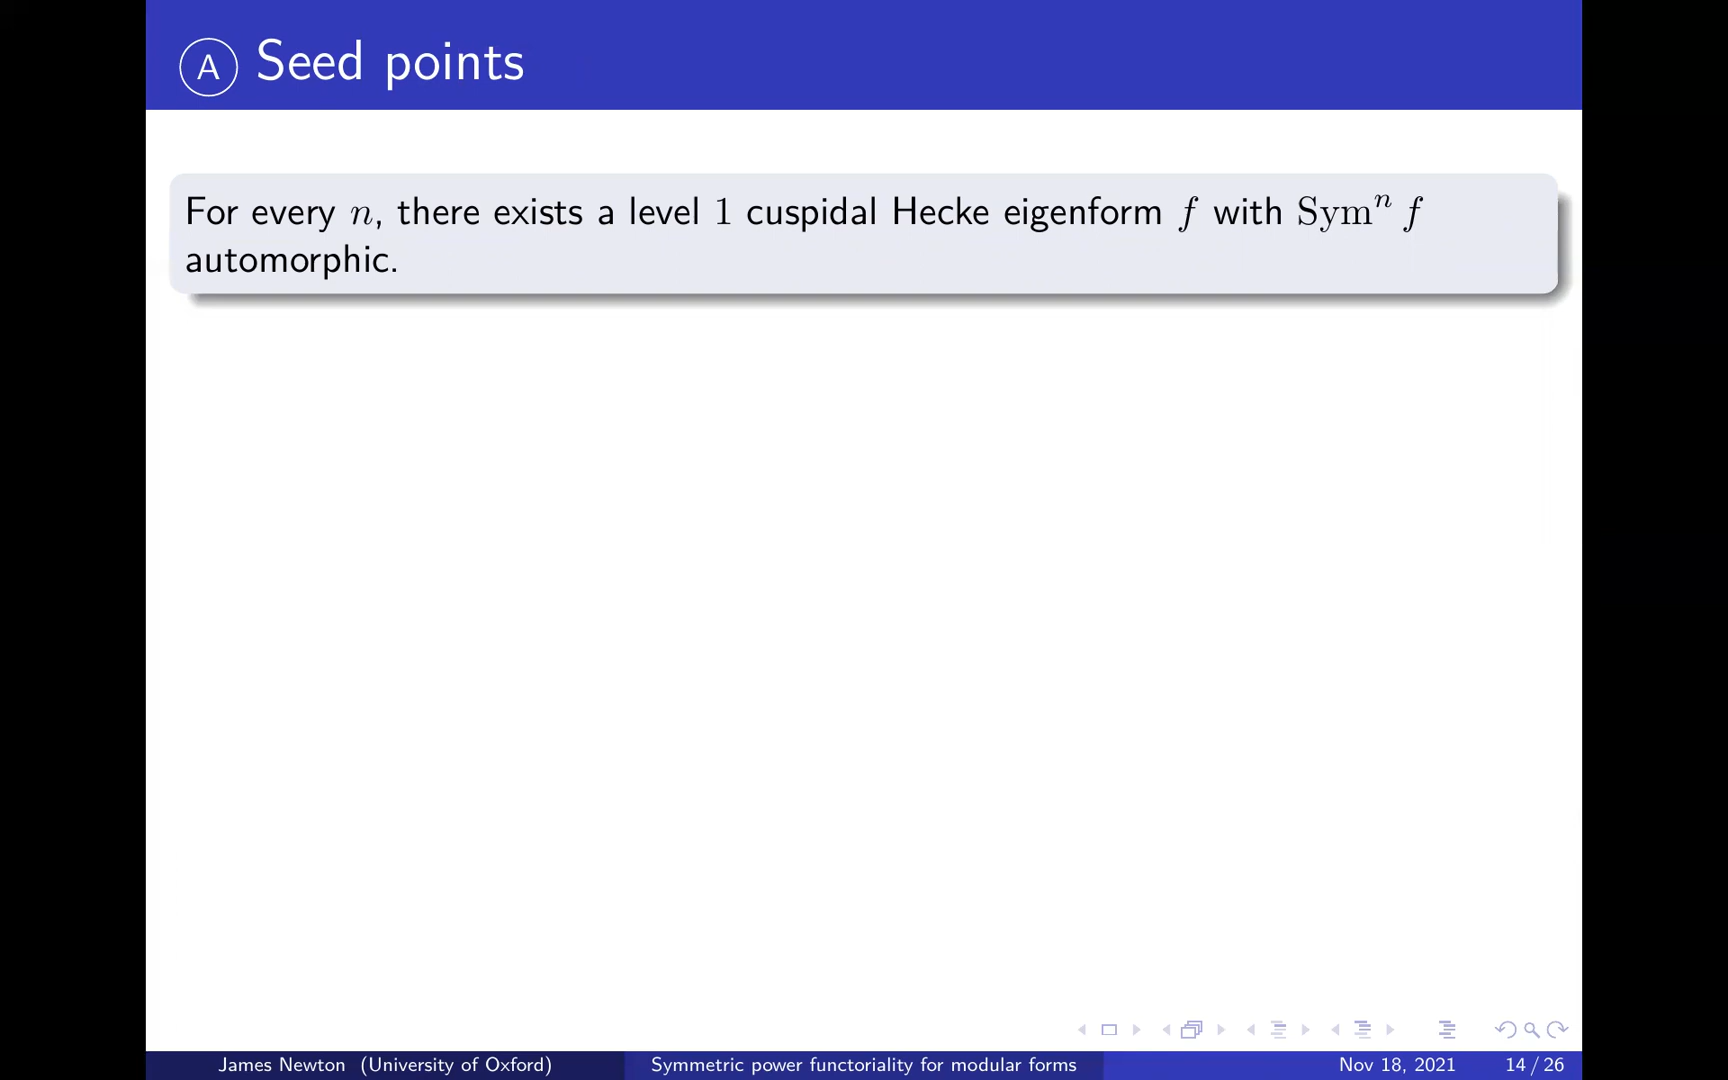 A Seed points
For every n, there exists a level 1 cuspidal Hecke eigenform f with Symⁿ f
automorphic.
James Newton (University of Oxford) Symmetric power functoriality for modular forms Nov 18, 2021 14 / 26